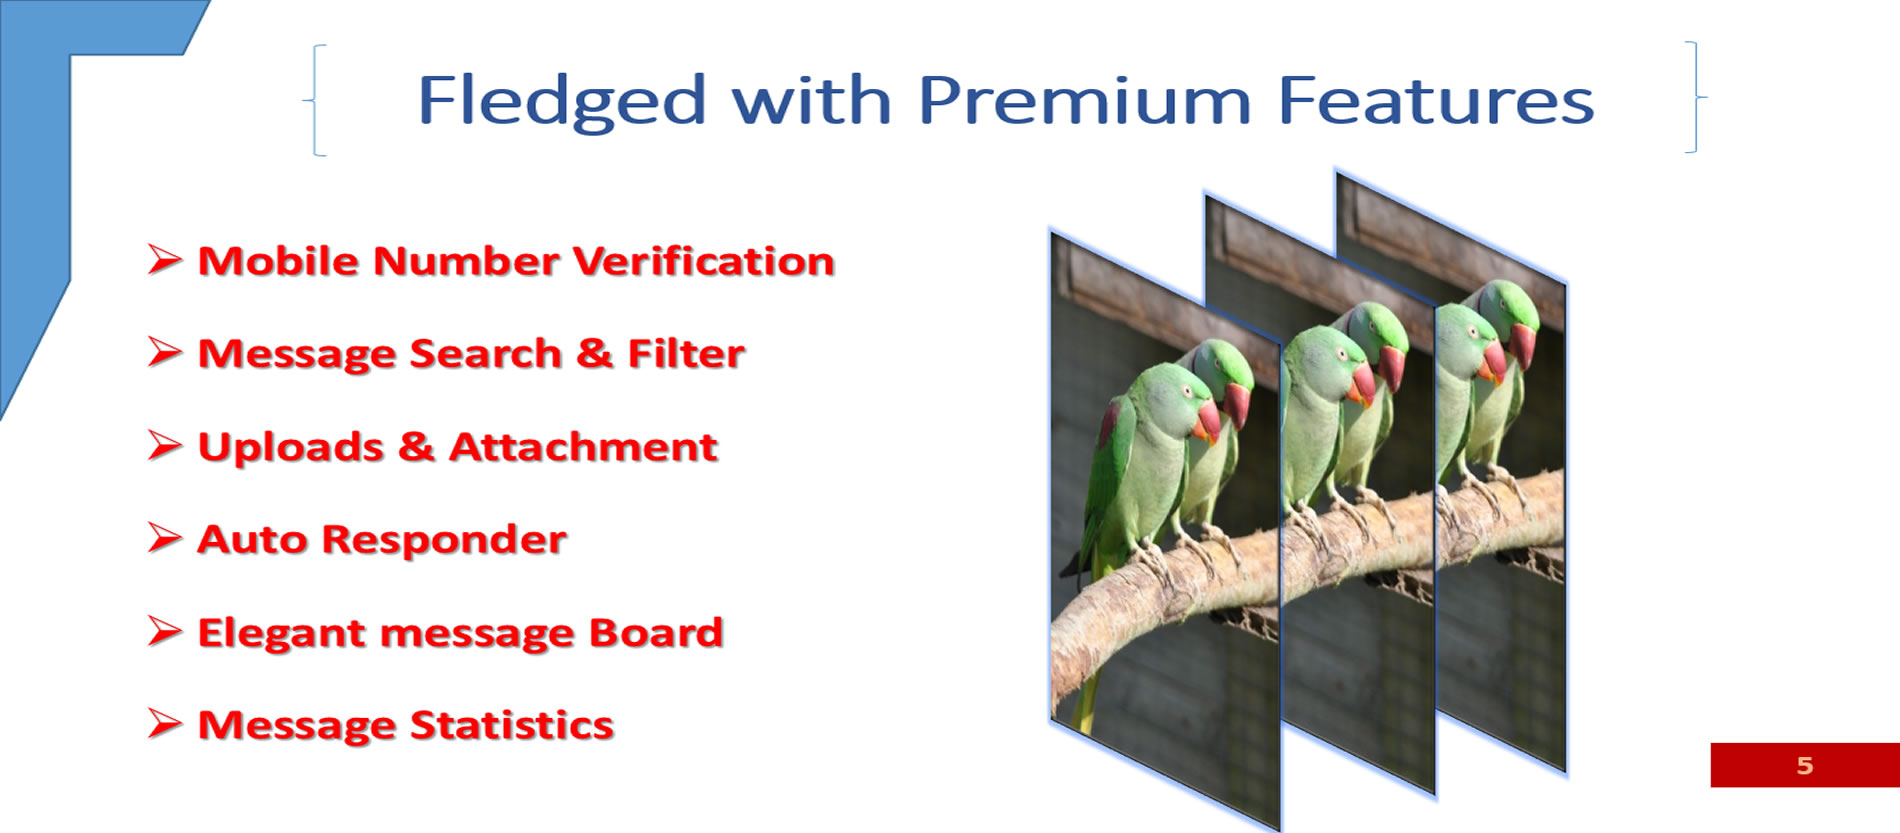 Fledged with Premium Features
Mobile Number Verification
Message Search & Filter
Uploads & Attachment
Auto Responder
Elegant message Board
Message Statistics
5